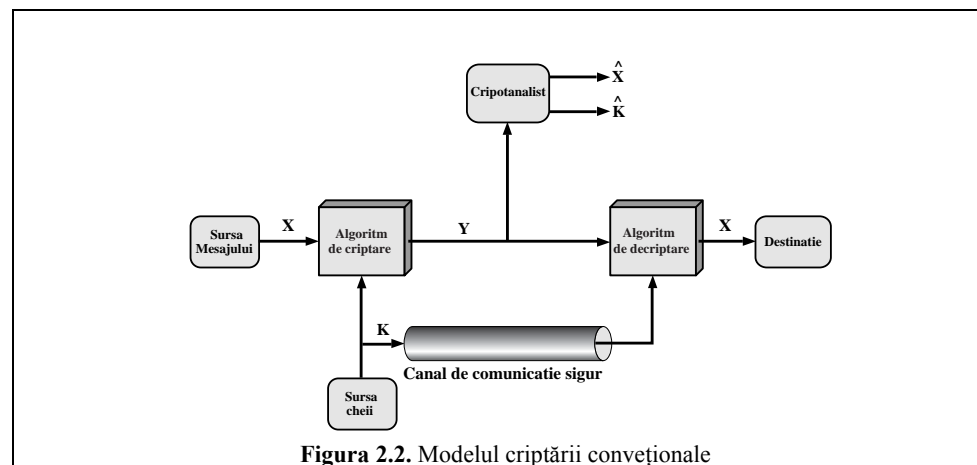 ^
X
Cripotanalist
^
K
X
Y
X
Sursa
Mesajului
Algoritm
de criptare
Algoritm
de decriptare
Destinatie
K
Canal de comunicatie sigur
Sursa
cheii
Figura 2.2. Modelul criptării convenționale